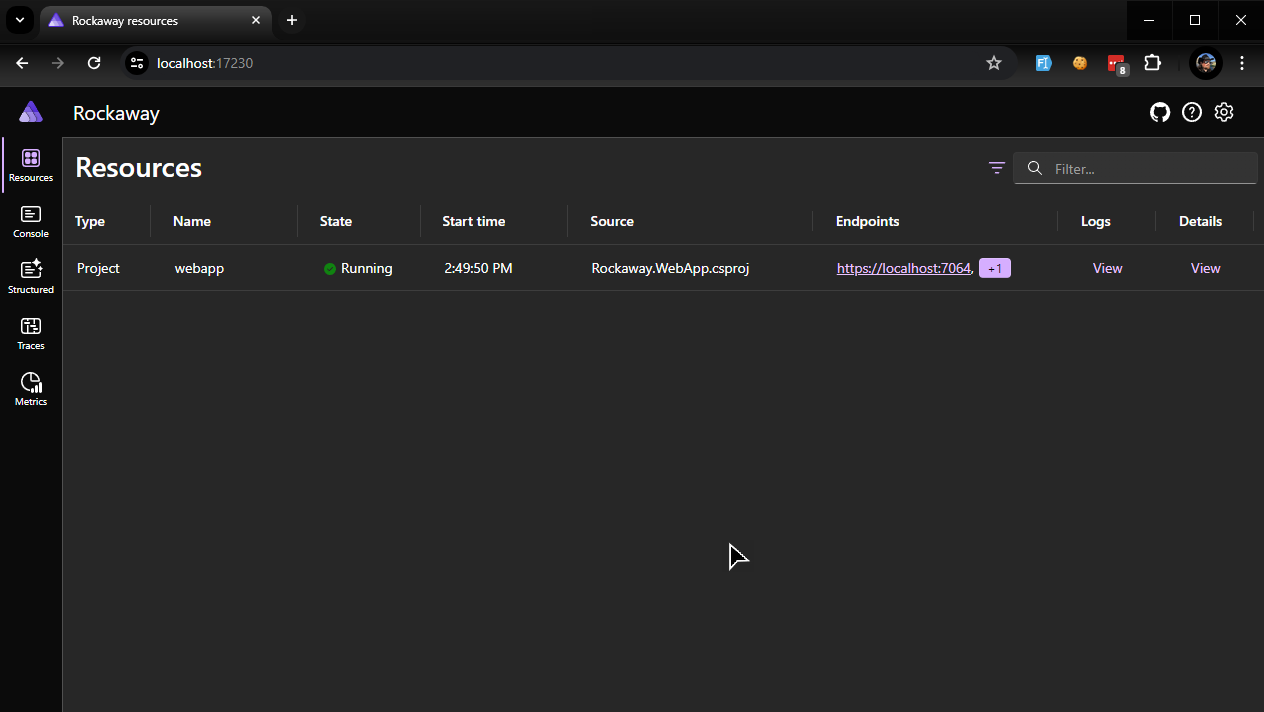 Rockaway resources
localhost:17230
8
Rockaway
Resources
Filter...
Type Name State Start time Source Endpoints Logs Details
Project webapp Running 2:49:50 PM Rockaway.WebApp.csproj https://localhost:7064, +1 View View
Resources
Console
Structured
Traces
Metrics